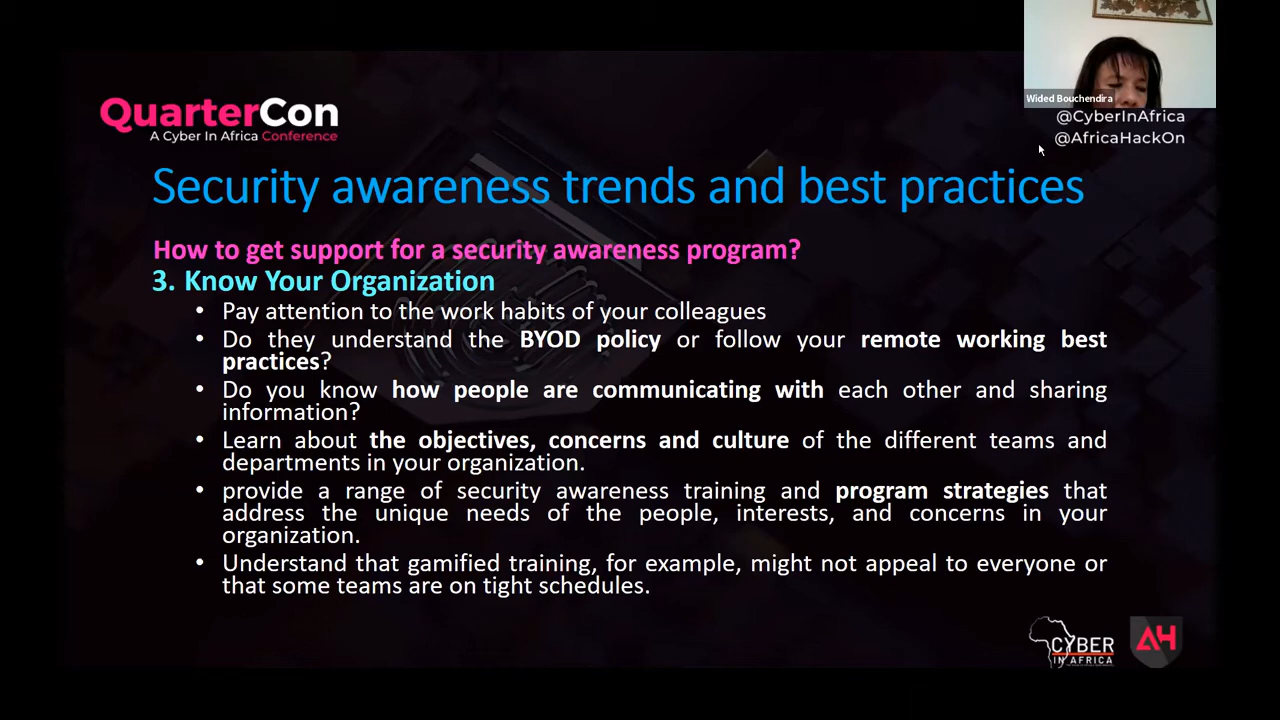 QuarterCon
A Cyber In Africa Conference
Wided Bouchendira
@CyberInAfrica
@AfricaHackOn
Security awareness trends and best practices
How to get support for a security awareness program?
3. Know Your Organization
• Pay attention to the work habits of your colleagues
• Do they understand the BYOD policy or follow your remote working best
practices?
• Do you know how people are communicating with each other and sharing
information?
• Learn about the objectives, concerns and culture of the different teams and
departments in your organization.
• provide a range of security awareness training and program strategies that
address the unique needs of the people, interests, and concerns in your
organization.
• Understand that gamified training, for example, might not appeal to everyone or
that some teams are on tight schedules.
CYBER
IN AFRICA
AH